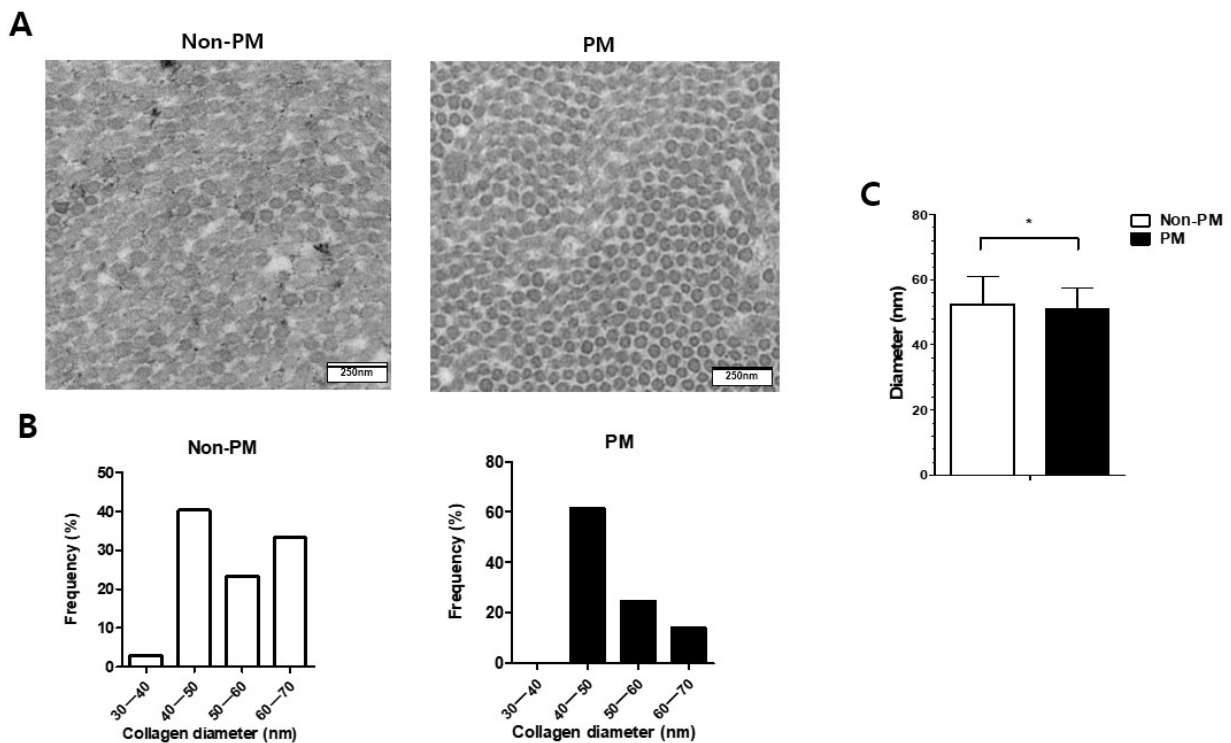 A
Non-PM
PM
250nm
250nm
B
Non-PM
Frequency (%)
50
40
30
20
10
0
30—40
40—50
50—60
60—70
Collagen diameter (nm)
PM
Frequency (%)
80
60
40
20
0
30—40
40—50
50—60
60—70
Collagen diameter (nm)
C
Diameter (nm)
80
60
40
20
0
*
Non-PM
PM